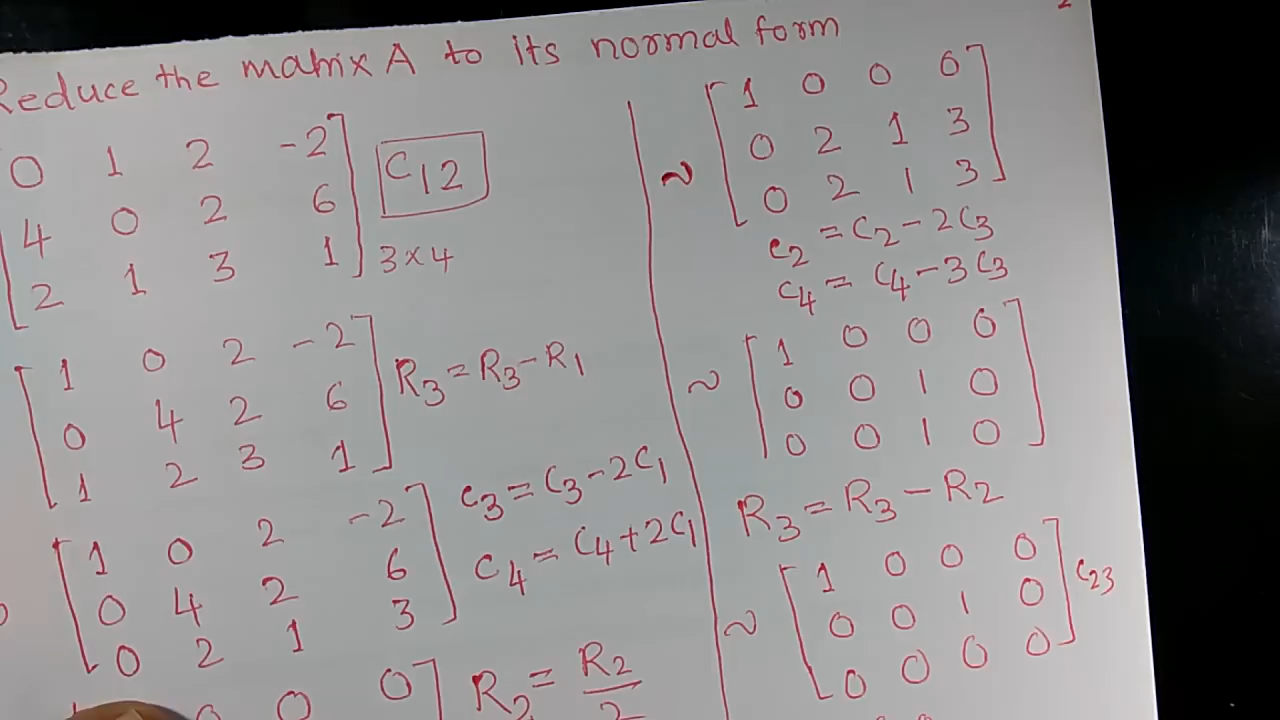 Reduce the matrix A to its normal form
0 1 2 -2
4 0 2 6
2 1 3 1
C12
3×4
1 0 2 -2
0 4 2 6
1 2 3 1
R3 = R3 - R1
1 0 2 -2
0 4 2 6
0 2 1 3
C3 = C3 - 2C1
C4 = C4 + 2C1
0 0 0
R2 = R2/2
~ 1 0 0 0
0 2 1 3
0 2 1 3
C2 = C2 - 2C3
C4 = C4 - 3C3
~ 1 0 0 0
0 0 1 0
0 0 1 0
R3 = R3 - R2
~ 1 0 0 0
0 0 1 0
0 0 0 0
C23